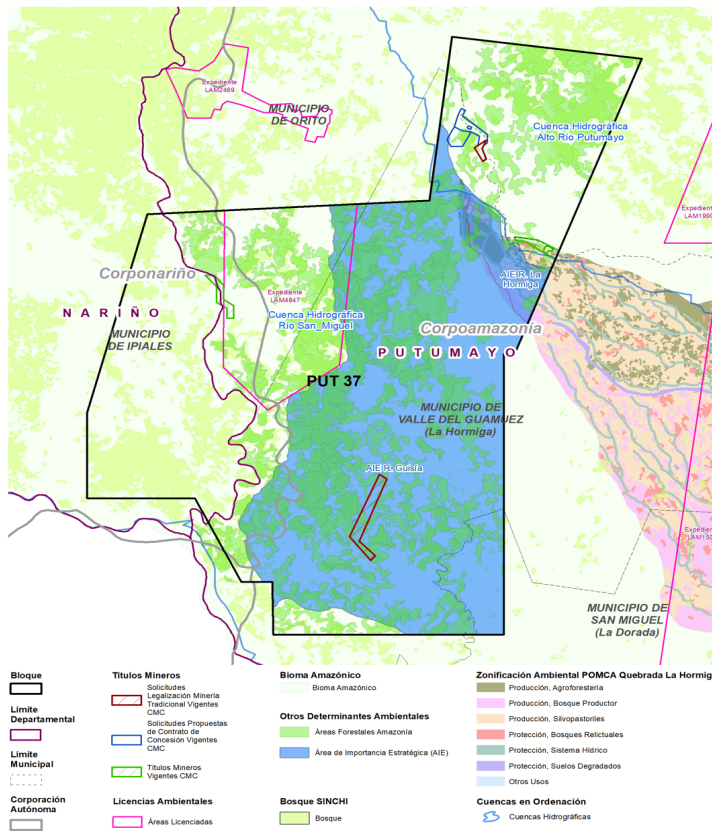 Expediente
LAM2469
MUNICIPIO
DE ORITO
Cuenca Hidrográfica
Alto Río Putumayo
Expediente
LAM1990
AIE R. La
Hormiga
Corponariño
Expediente
LAM4847
Cuenca Hidrográfica
Río San_Miguel
NARIÑO
Corpoamazonía
MUNICIPIO
DE IPIALES
PUTUMAYO
PUT 37
MUNICIPIO DE
VALLE DEL GUAMUEZ
(La Hormiga)
AIE R. Guisia
Expediente
LAM150
MUNICIPIO DE
SAN MIGUEL
(La Dorada)
Bloque
Límite
Departamental
Límite
Municipal
Corporación
Autónoma
Títulos Mineros
Solicitudes
Legalización Minería
Tradicional Vigentes
CMC
Solicitudes Propuestas
de Contrato de
Concesión Vigentes
CMC
Títulos Mineros
Vigentes CMC
Licencias Ambientales
Áreas Licenciadas
Bioma Amazónico
Bioma Amazónico
Otros Determinantes Ambientales
Áreas Forestales Amazonía
Área de Importancia Estratégica (AIE)
Bosque SINCHI
Bosque
Zonificación Ambiental POMCA Quebrada La Hormig
Producción, Agroforestería
Producción, Bosque Productor
Producción, Silvopastoriles
Protección, Bosques Relictuales
Protección, Sistema Hídrico
Protección, Suelos Degradados
Otros Usos
Cuencas en Ordenación
Cuencas Hidrográficas